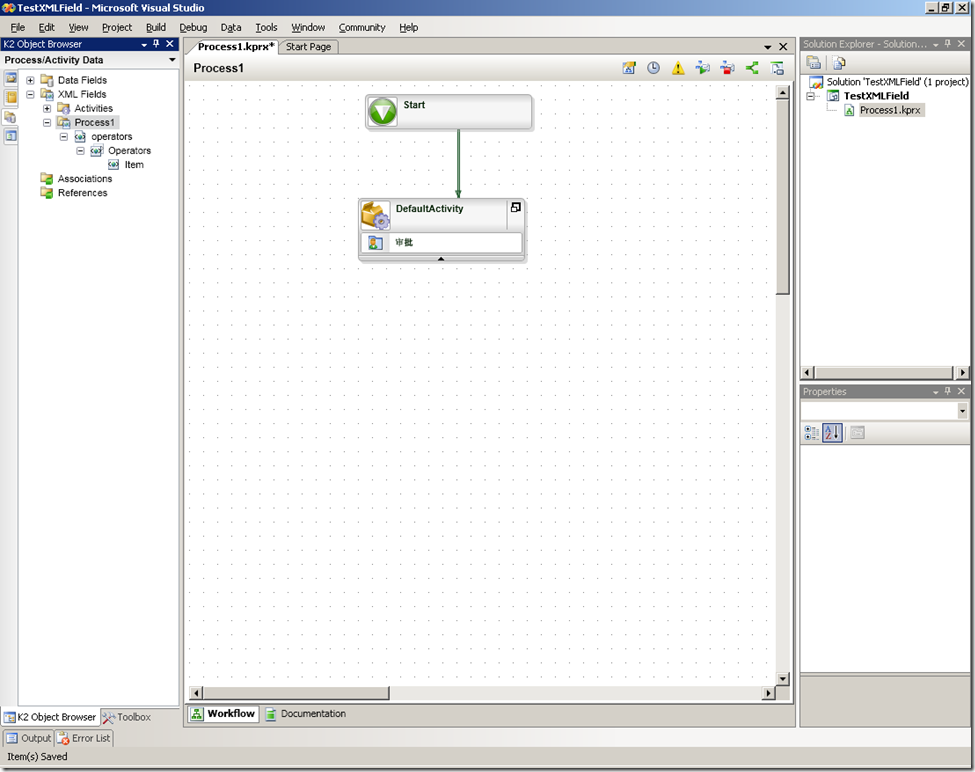 TestXMLField - Microsoft Visual Studio
File Edit View Project Build Debug Data Tools Window Community Help
K2 Object Browser
Process/Activity Data
Data Fields
XML Fields
Activities
Process1
operators
Operators
Item
Associations
References
K2 Object Browser
Toolbox
Process1.kprx*
Start Page
Process1
Start
DefaultActivity
审批
Workflow
Documentation
Solution Explorer - Solution...
Solution 'TestXMLField' (1 project)
TestXMLField
Process1.kprx
Properties
Output
Error List
Item(s) Saved